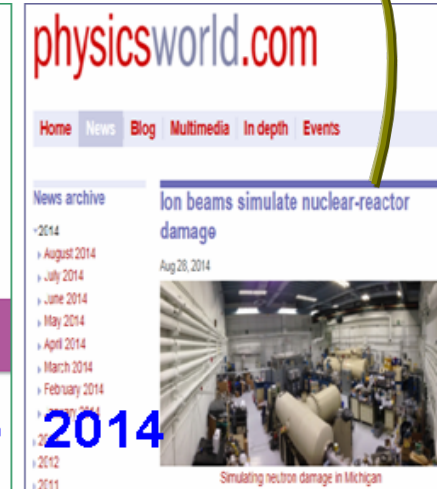 physicsworld.com
Home News Blog Multimedia In depth Events
News archive
2014
August 2014
July 2014
June 2014
May 2014
April 2014
March 2014
February 2014
2014
2012
2011
Ion beams simulate nuclear-reactor
damage
Aug 28, 2014
Simulating neutron damage in Michigan